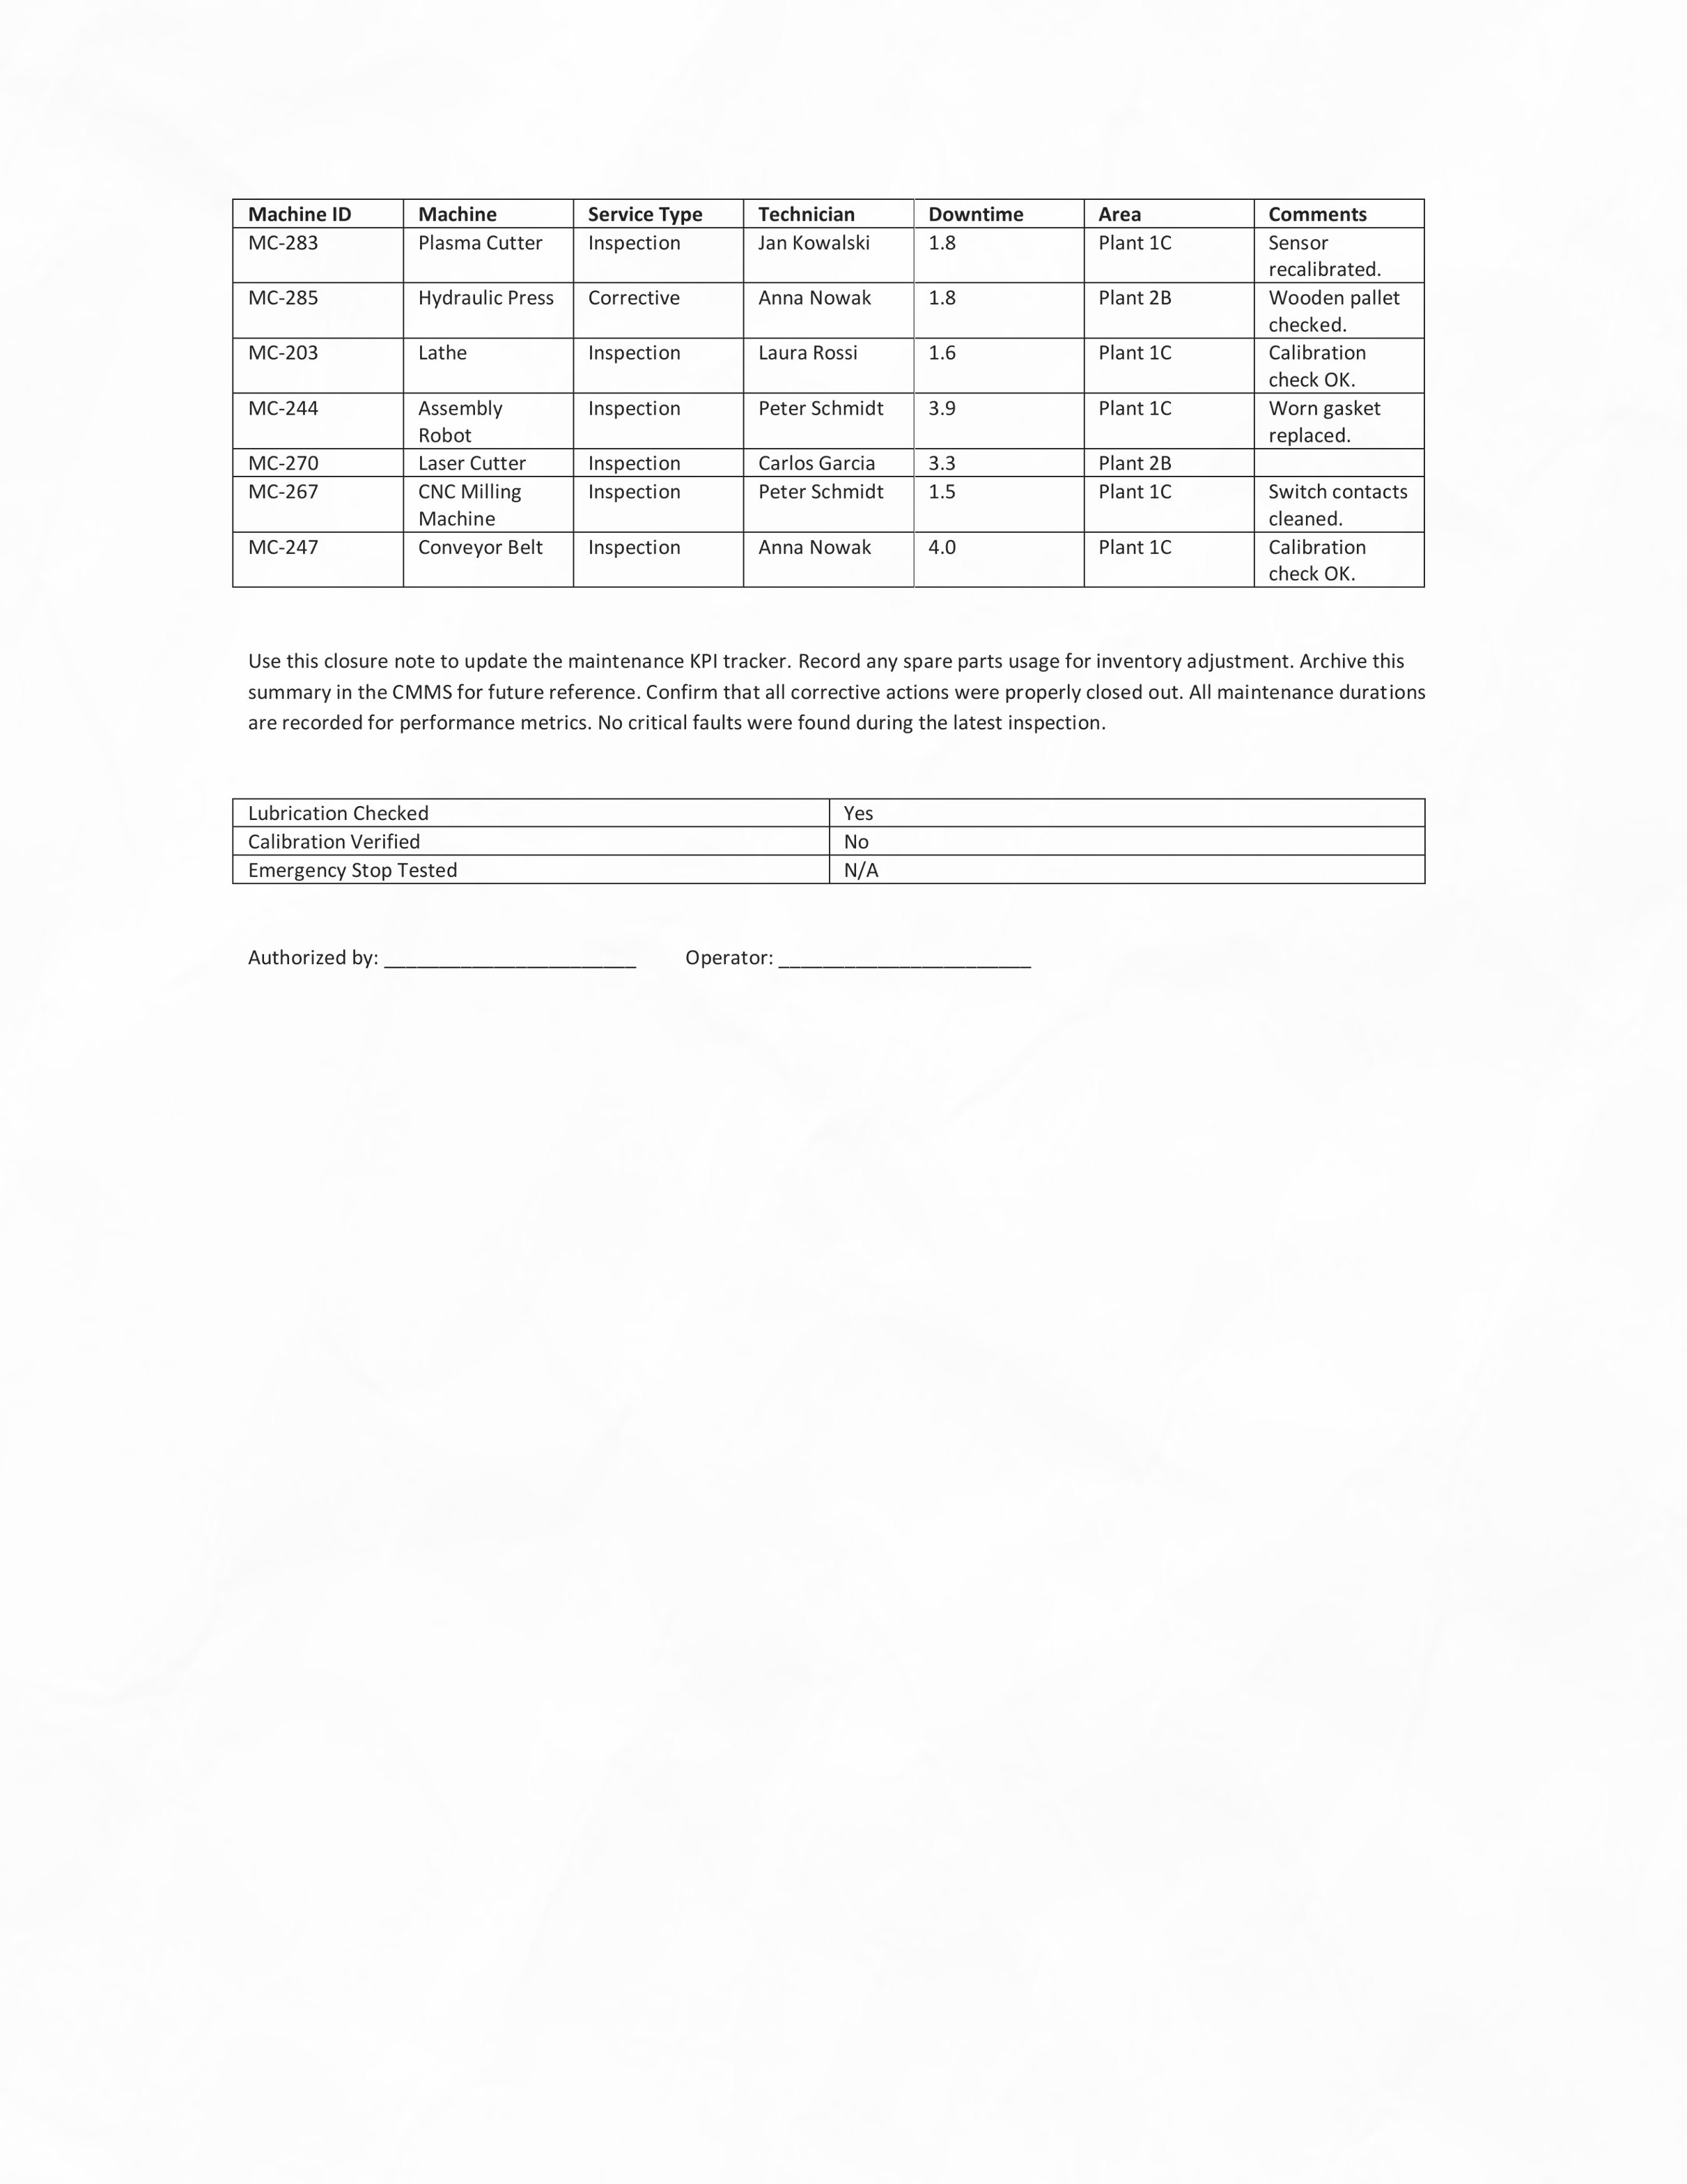 Machine ID Machine Service Type Technician Downtime Area Comments
MC-283 Plasma Cutter Inspection Jan Kowalski 1.8 Plant 1C Sensor
recalibrated.
MC-285 Hydraulic Press Corrective Anna Nowak 1.8 Plant 2B Wooden pallet
checked.
MC-203 Lathe Inspection Laura Rossi 1.6 Plant 1C Calibration
check OK.
MC-244 Assembly Inspection Peter Schmidt 3.9 Plant 1C Worn gasket
Robot replaced.
MC-270 Laser Cutter Inspection Carlos Garcia 3.3 Plant 2B
MC-267 CNC Milling Inspection Peter Schmidt 1.5 Plant 1C Switch contacts
Machine cleaned.
MC-247 Conveyor Belt Inspection Anna Nowak 4.0 Plant 1C Calibration
check OK.
Use this closure note to update the maintenance KPI tracker. Record any spare parts usage for inventory adjustment. Archive this
summary in the CMMS for future reference. Confirm that all corrective actions were properly closed out. All maintenance durations
are recorded for performance metrics. No critical faults were found during the latest inspection.
Lubrication Checked Yes
Calibration Verified No
Emergency Stop Tested N/A
Authorized by: _______________________ Operator: _______________________